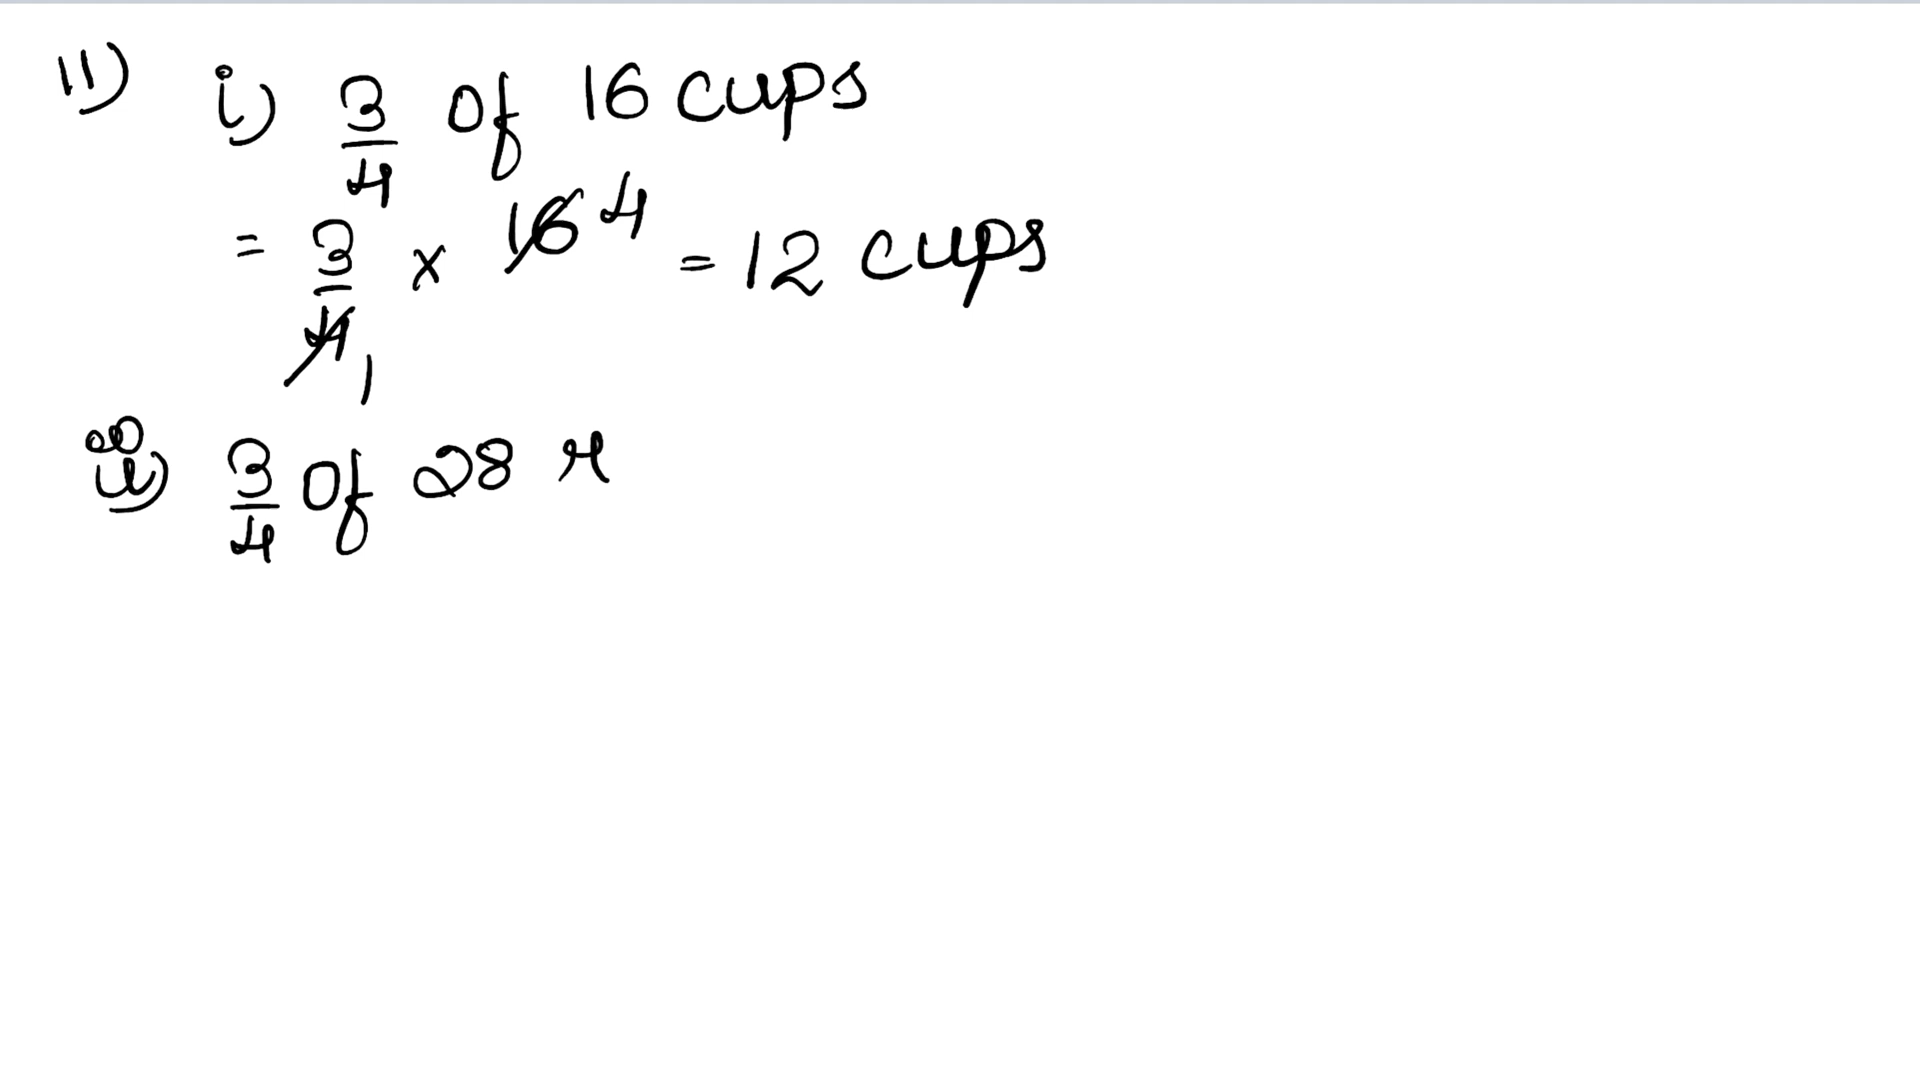 11) i) 3/4 of 16 cups
= 3/4 1 × 16 4 = 12 cups
ii) 3/4 of 28 r